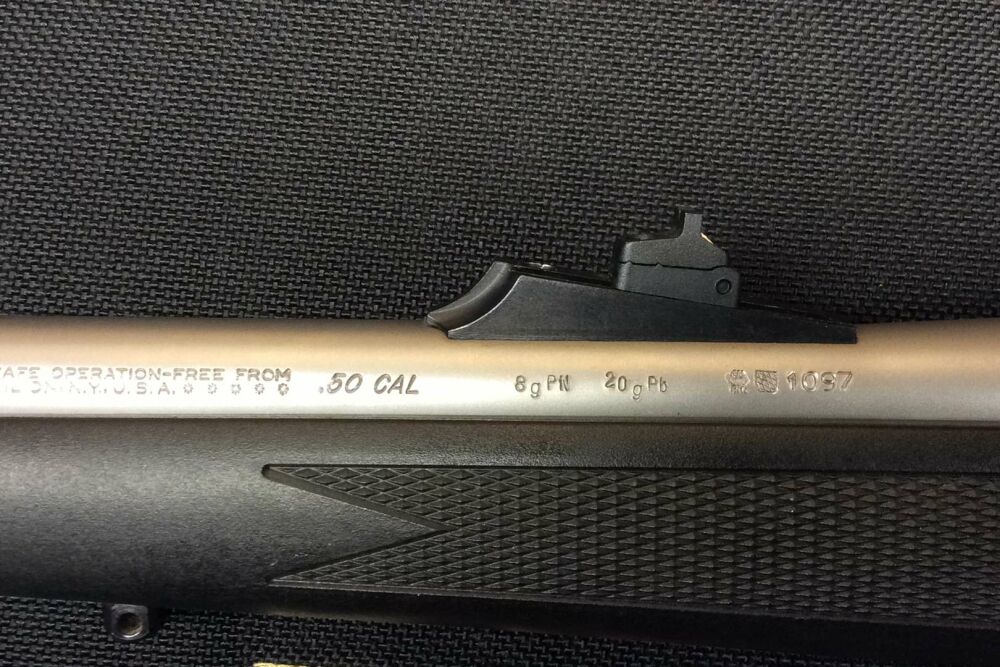 SAFE OPERATION-FREE FROM
N.Y., U.S.A.
.50 CAL
8g PN 20g Pb
1097